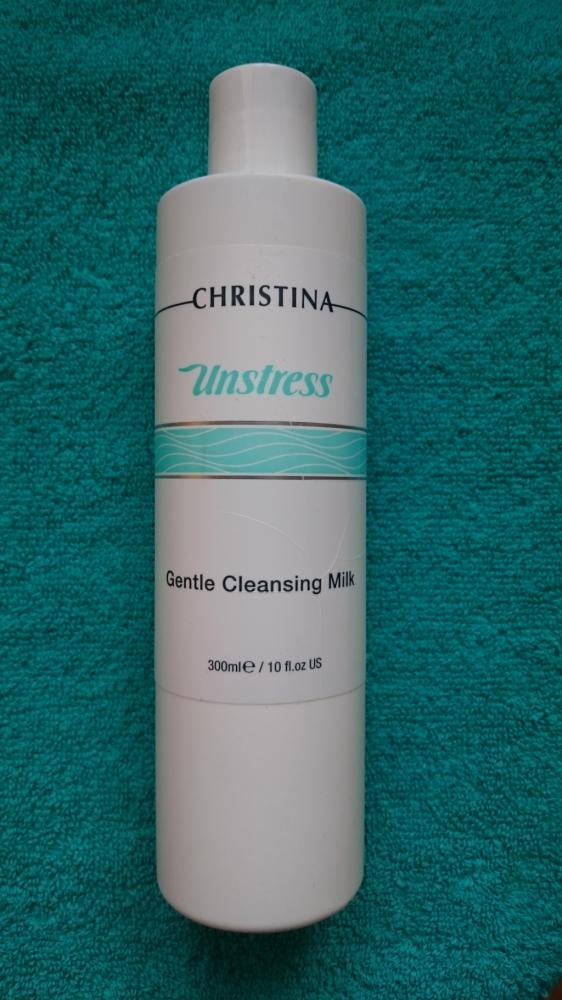 CHRISTINA
Unstress
Gentle Cleansing Milk
300ml℮ / 10 fl.oz US